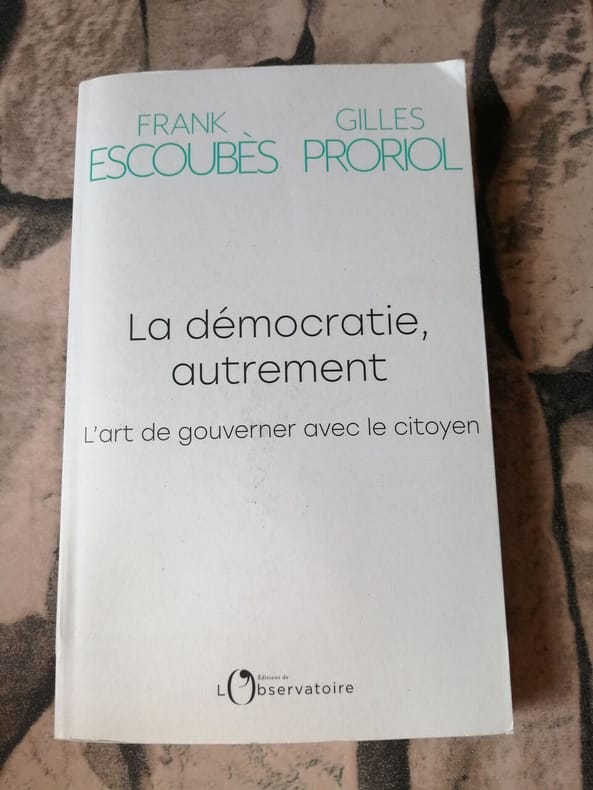 FRANK
ESCOUBÈS
GILLES
PRORIOL
La démocratie,
autrement
L'art de gouverner avec le citoyen
Éditions de
L'Observatoire